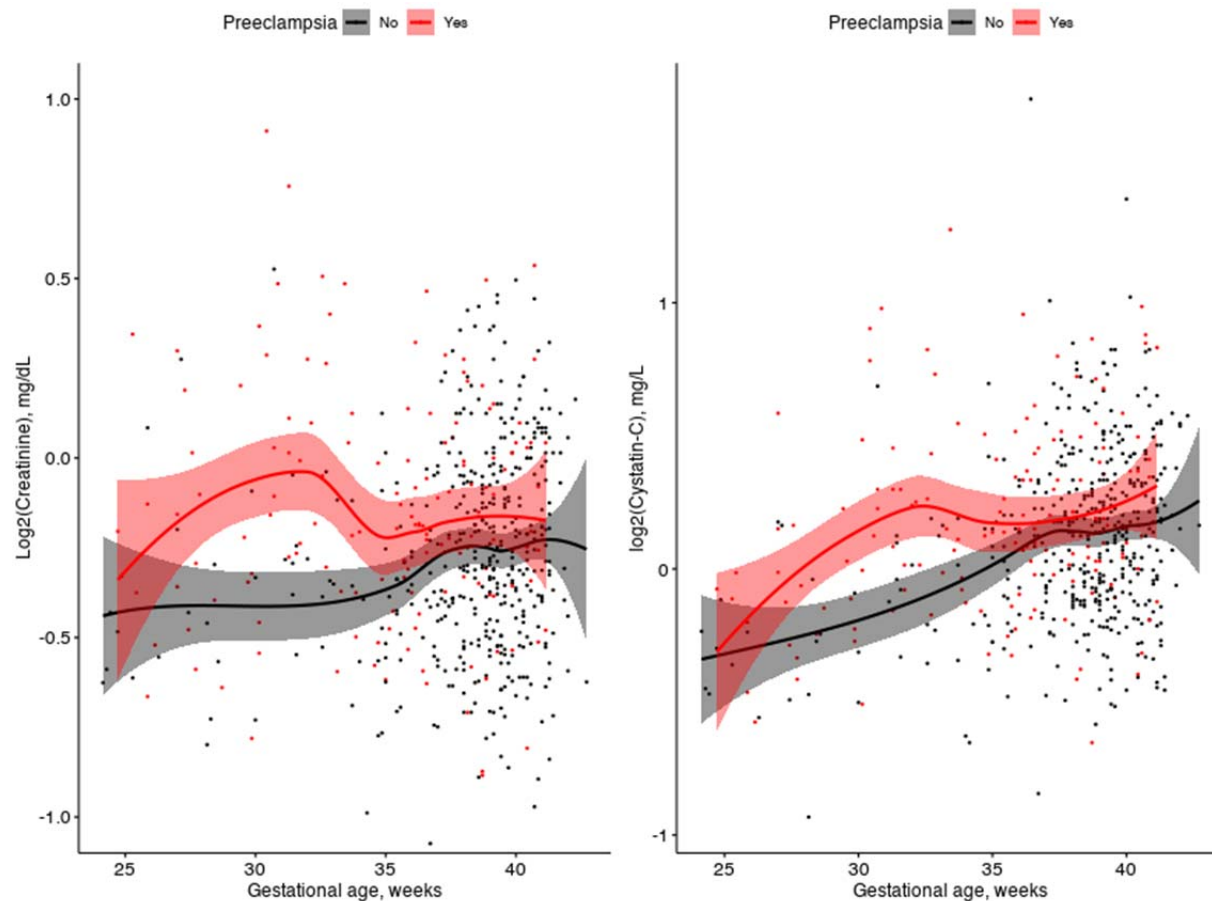 Preeclampsia No Yes
Log2(Creatinine), mg/dL
1.0
0.5
0.0
-0.5
-1.0
25 30 35 40
Gestational age, weeks
Preeclampsia No Yes
log2(Cystatin-C), mg/L
1
0
-1
25 30 35 40
Gestational age, weeks